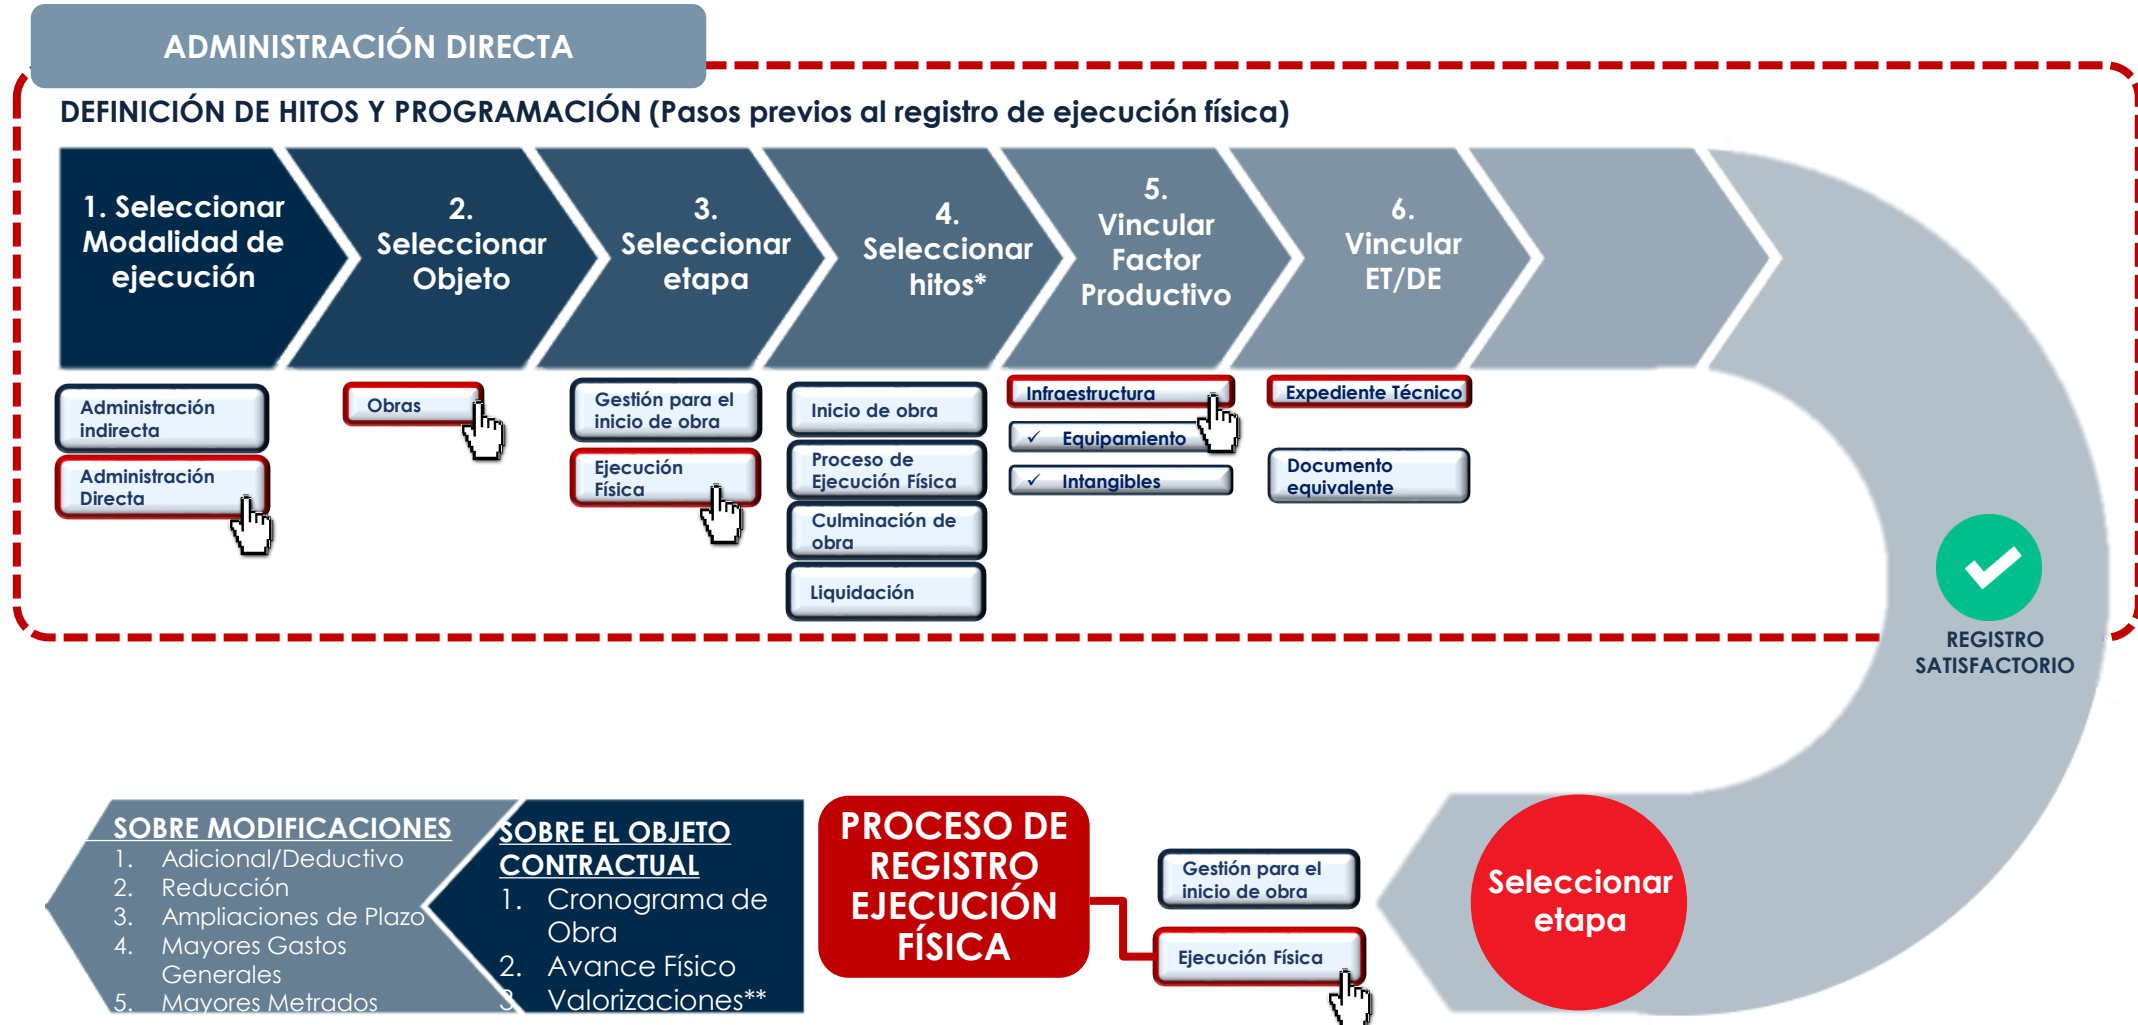 ADMINISTRACIÓN DIRECTA
DEFINICIÓN DE HITOS Y PROGRAMACIÓN (Pasos previos al registro de ejecución física)
1. Seleccionar
Modalidad de
ejecución
2.
Seleccionar
Objeto
3.
Seleccionar
etapa
4.
Seleccionar
hitos*
5.
Vincular
Factor
Productivo
6.
Vincular
ET/DE
Administración
indirecta
Administración
Directa
Obras
Gestión para el
inicio de obra
Ejecución
Física
Inicio de obra
Proceso de
Ejecución Física
Culminación de
obra
Liquidación
Infraestructura
✓ Equipamiento
✓ Intangibles
Expediente Técnico
Documento
equivalente
REGISTRO
SATISFACTORIO
SOBRE MODIFICACIONES
1. Adicional/Deductivo
2. Reducción
3. Ampliaciones de Plazo
4. Mayores Gastos
Generales
5. Mayores Metrados
SOBRE EL OBJETO
CONTRACTUAL
1. Cronograma de
Obra
2. Avance Físico
3. Valorizaciones**
PROCESO DE
REGISTRO
EJECUCIÓN
FÍSICA
Gestión para el
inicio de obra
Ejecución Física
Seleccionar
etapa